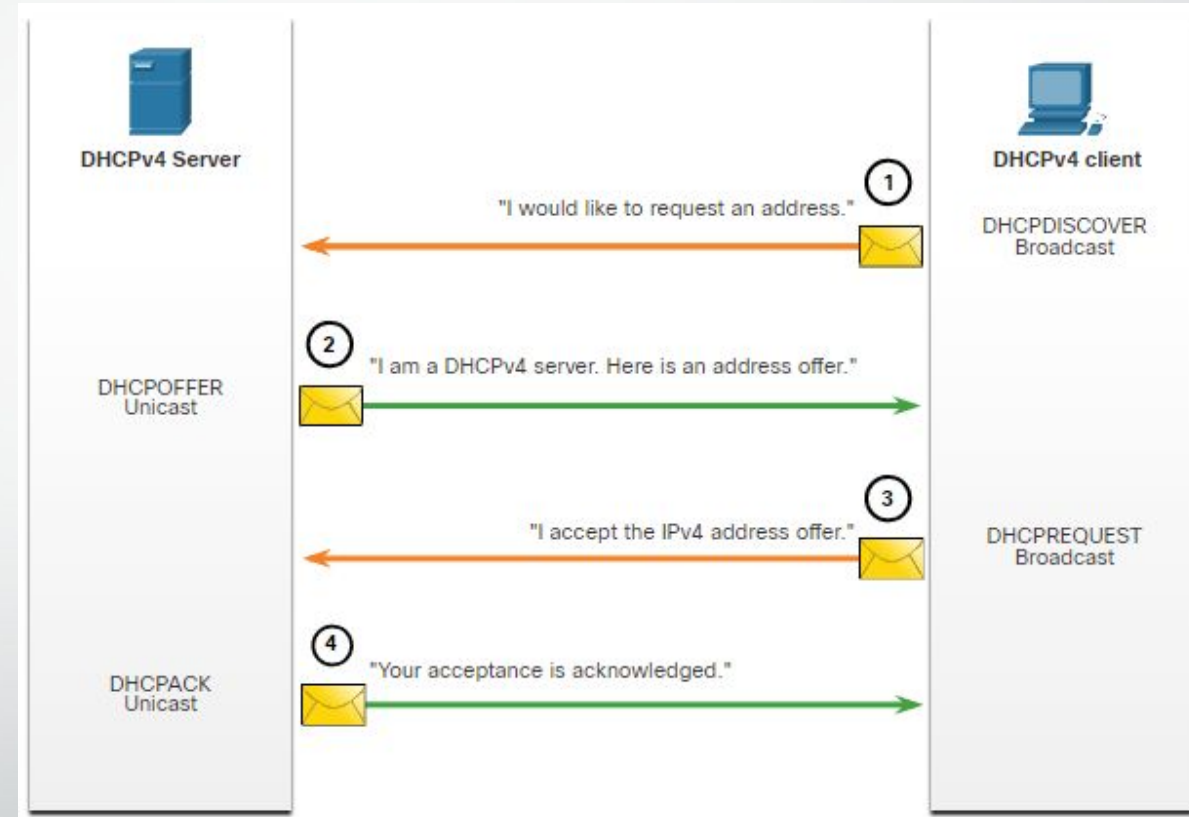 DHCPv4 Server
DHCPv4 client
1
"I would like to request an address."
DHCPDISCOVER
Broadcast
2
"I am a DHCPv4 server. Here is an address offer."
DHCPOFFER
Unicast
3
"I accept the IPv4 address offer."
DHCPREQUEST
Broadcast
4
"Your acceptance is acknowledged."
DHCPACK
Unicast